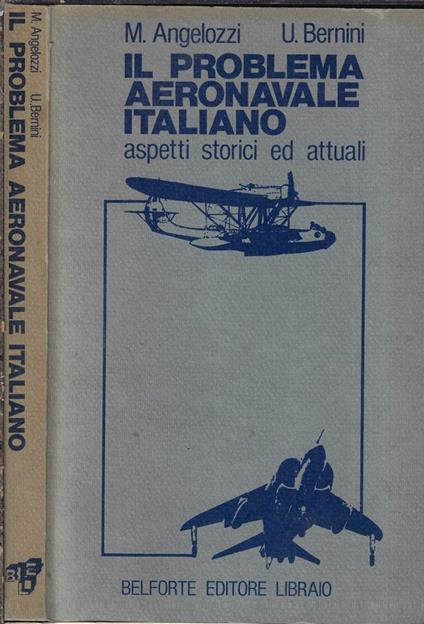 M. Angelozzi U. Bernini
IL PROBLEMA AERONAVALE ITALIANO
M. Angelozzi U. Bernini
IL PROBLEMA
AERONAVALE
ITALIANO
aspetti storici ed attuali
BELFORTE EDITORE LIBRAIO